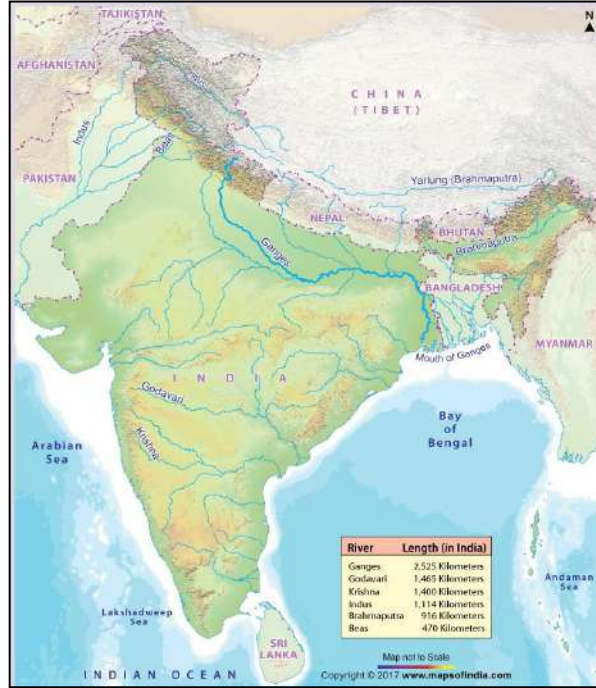 TAJIKISTAN
N
AFGHANISTAN
Indus
CHINA
(TIBET)
Indus
Beas
PAKISTAN
Yarlung (Brahmaputra)
NEPAL
BHUTAN
Ganges
Brahmaputra
BANGLADESH
MYANMAR
Mouth of Ganges
INDIA
Godavari
Krishna
Arabian
Sea
Bay
of
Bengal
River Length (in India)
Ganges 2,525 Kilometers
Godavari 1,465 Kilometers
Krishna 1,400 Kilometers
Indus 1,114 Kilometers
Brahmaputra 916 Kilometers
Beas 470 Kilometers
Andaman
Sea
Lakshadweep
Sea
SRI
LANKA
Map not to Scale
INDIAN OCEAN
Copyright © 2017 www.mapsofindia.com